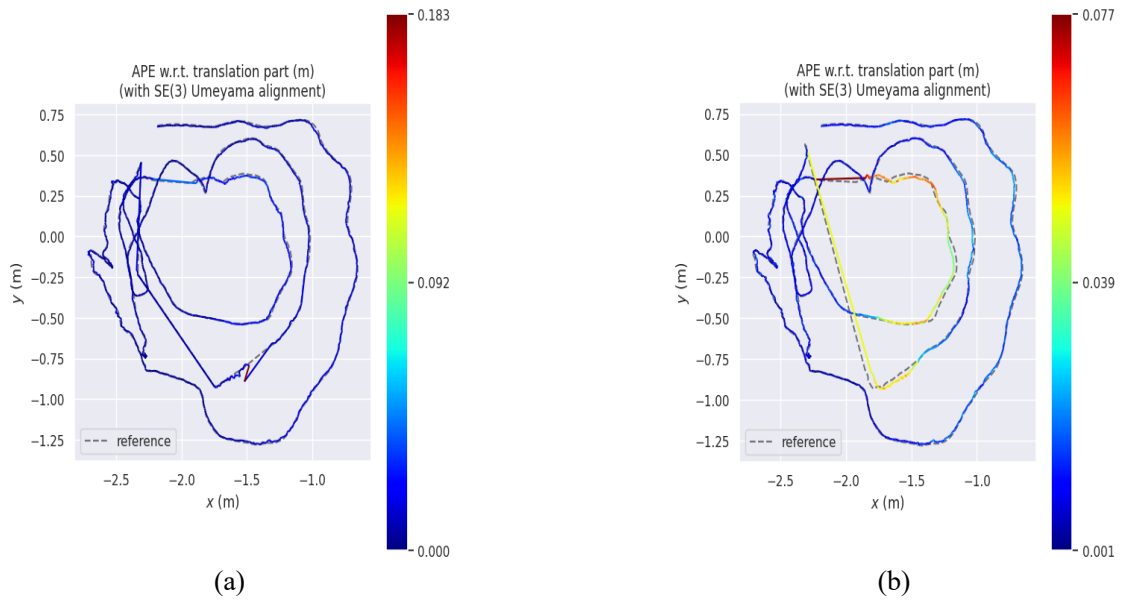 0.183
APE w.r.t. translation part (m)
(with SE(3) Umeyama alignment)
0.75
0.50
0.25
0.00
−0.25
−0.50
−0.75
−1.00
−1.25
y (m)
reference
−2.5 −2.0 −1.5 −1.0
x (m)
0.092
0.000
(a)
0.077
APE w.r.t. translation part (m)
(with SE(3) Umeyama alignment)
0.75
0.50
0.25
0.00
−0.25
−0.50
−0.75
−1.00
−1.25
y (m)
reference
−2.5 −2.0 −1.5 −1.0
x (m)
0.039
0.001
(b)